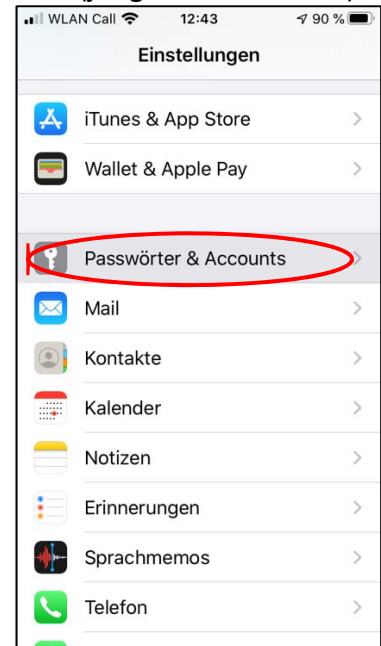 WLAN Call 12:43 90 %
Einstellungen
iTunes & App Store
Wallet & Apple Pay
Passwörter & Accounts
Mail
Kontakte
Kalender
Notizen
Erinnerungen
Sprachmemos
Telefon